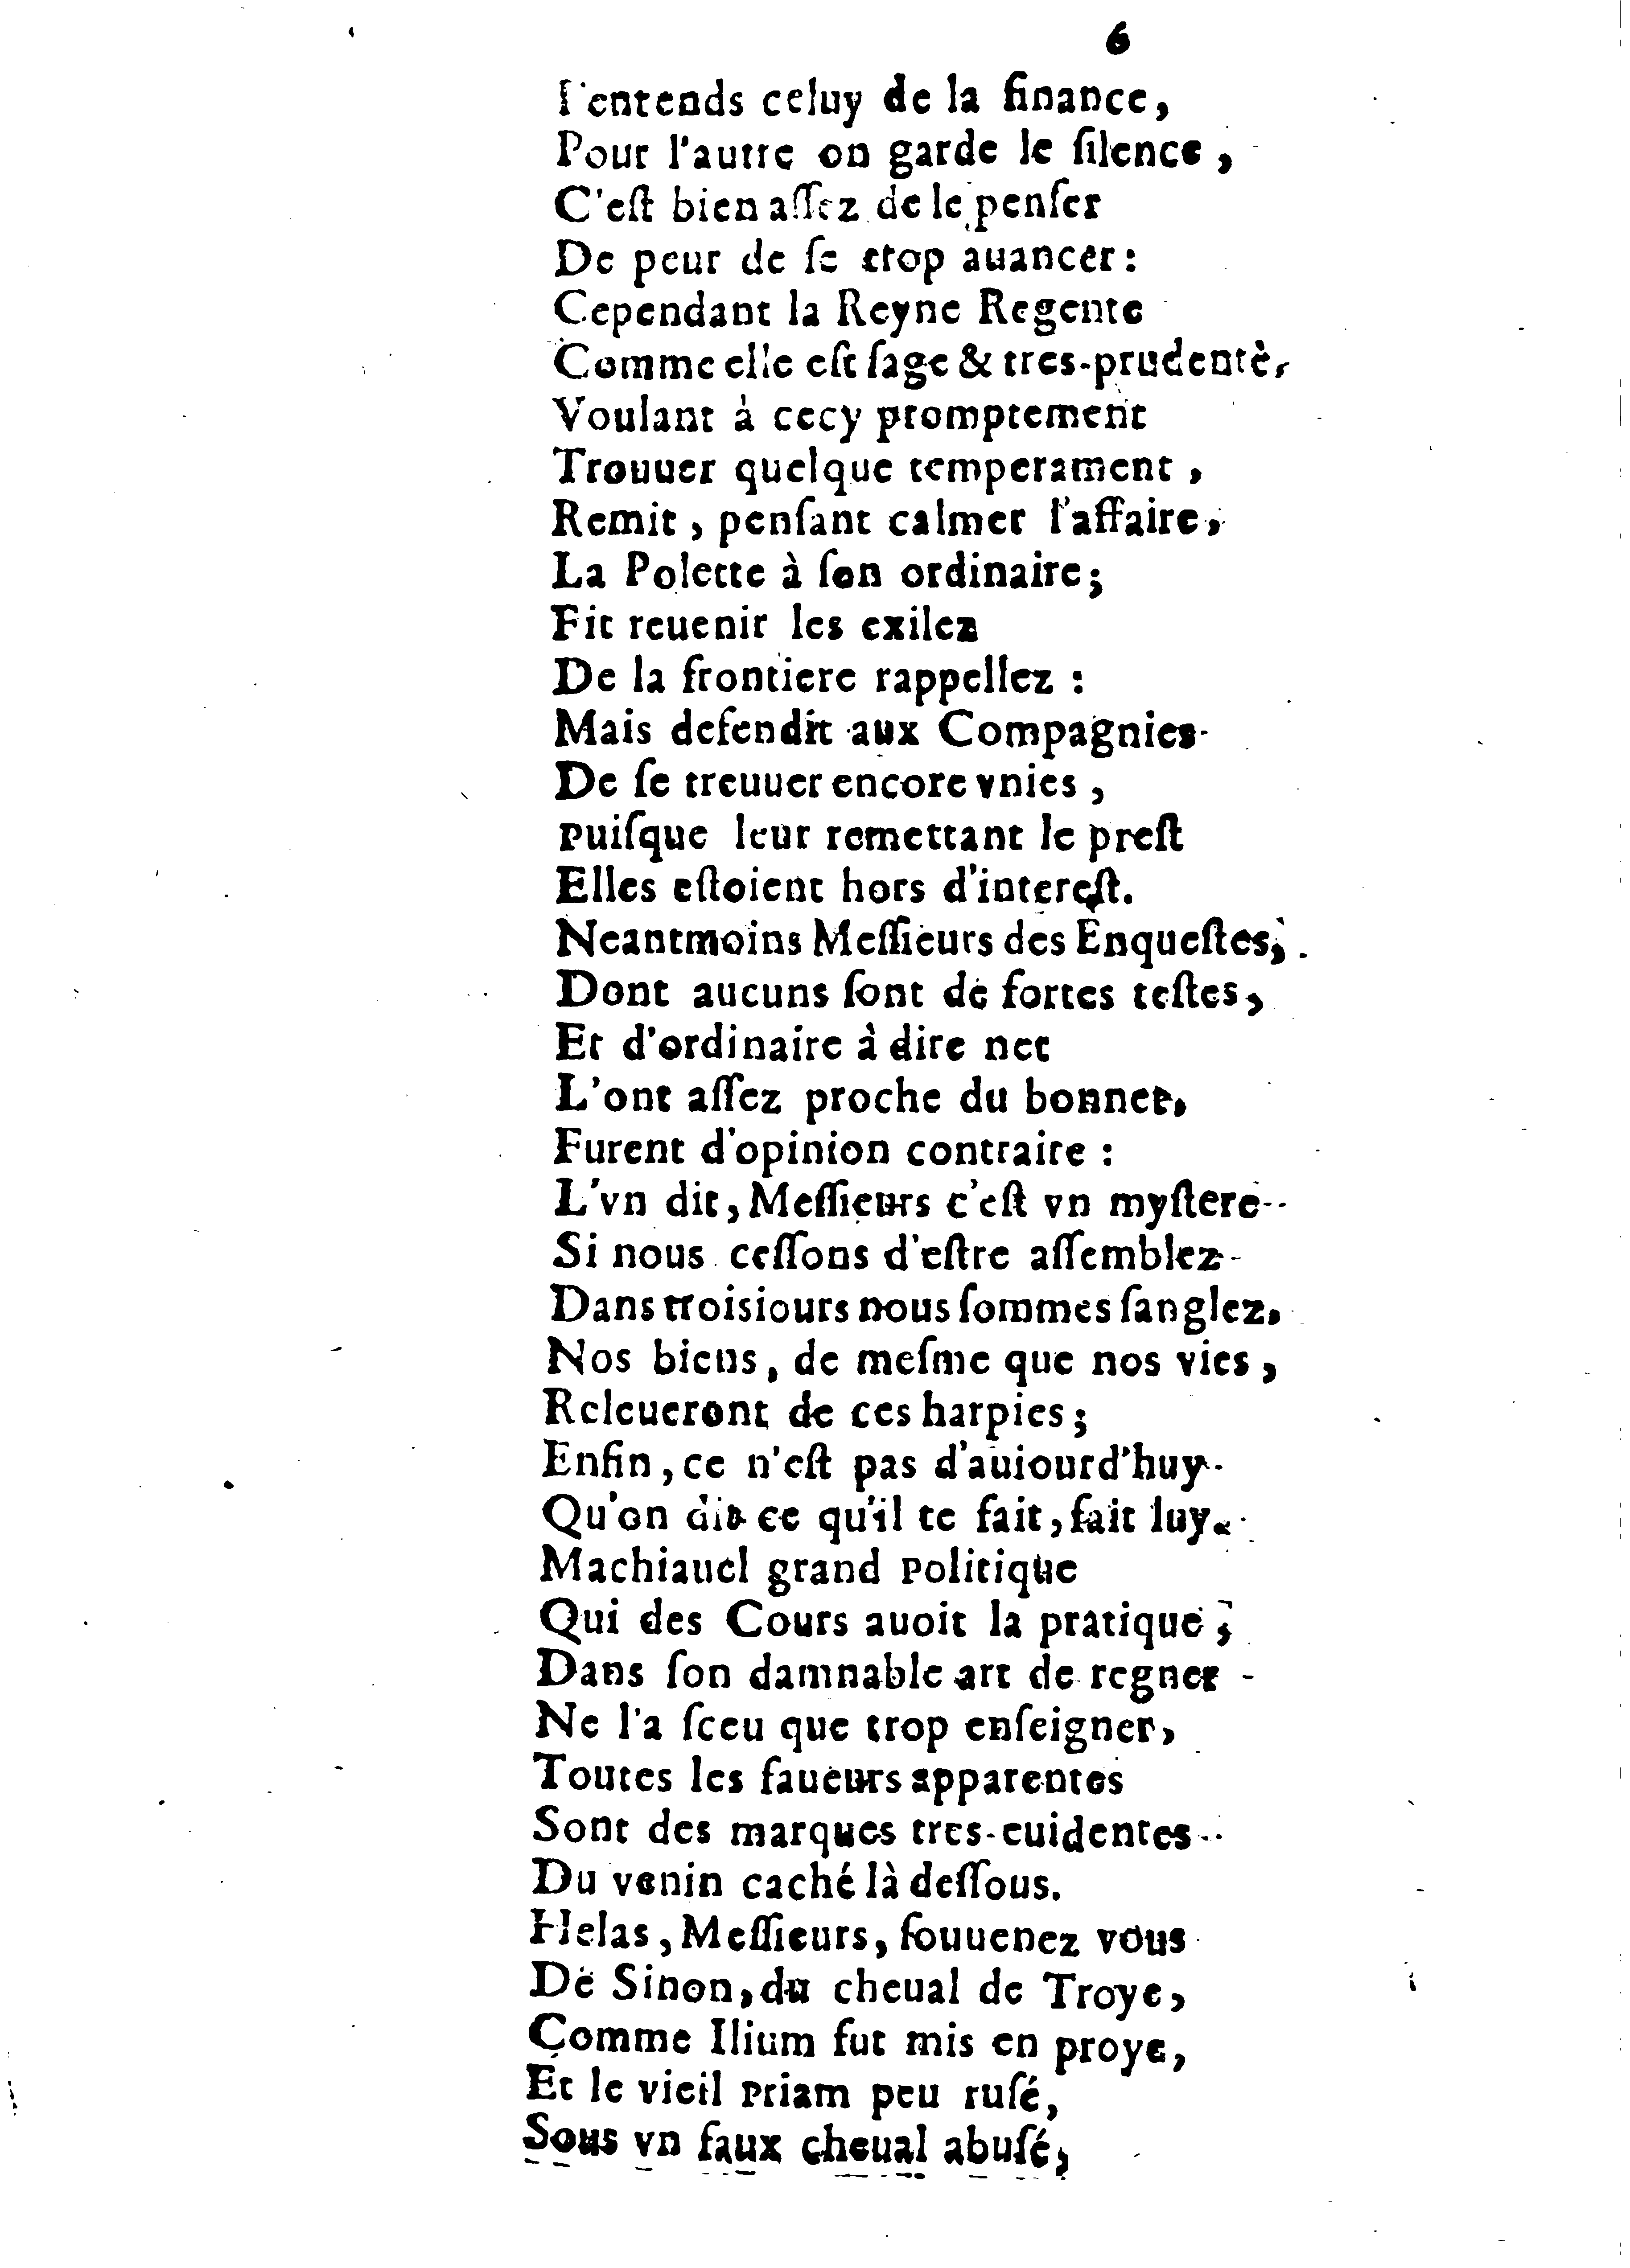 6
I'entends celuy de la finance,
Pour l'autre on garde le ſilence,
C'eſt bien aſſez de le penſer
De peur de ſe trop auancer:
Cependant la Reyne Regente
Comme elle eſt ſage & tres-prudente,
Voulant à cecy promptement
Trouuer quelque temperament,
Remit, penſant calmer l'affaire,
La Polette à ſon ordinaire;
Fit reuenir les exilez
De la frontiere rappellez:
Mais defendit aux Compagnies
De ſe treuuer encore vnies,
Puiſque leur remettant le preſt
Elles eſtoient hors d'intereſt.
Neantmoins Meſſieurs des Enqueſtes,
Dont aucuns ſont de fortes teſtes,
Et d'ordinaire à dire net
L'ont aſſez proche du bonnet,
Furent d'opinion contraire:
L'vn dit, Meſſieurs c'eſt vn myſtere
Si nous ceſſons d'eſtre aſſemblez
Dans trois iours nous ſommes ſanglez,
Nos biens, de meſme que nos vies,
Releueront de ces harpies;
Enfin, ce n'eſt pas d'auiourd'huy
Qu'on dit ce qu'il te fait, fait luy.
Machiauel grand Politique
Qui des Cours auoit la pratique,
Dans ſon damnable art de regner
Ne l'a ſceu que trop enſeigner,
Toutes les faueurs apparentes
Sont des marques tres-euidentes
Du venin caché là deſſous.
Helas, Meſſieurs, ſouuenez vous
De Sinon, du cheual de Troye,
Comme Ilium fut mis en proye,
Et le vieil Priam peu ruſé,
Sous vn faux cheual abuſé,